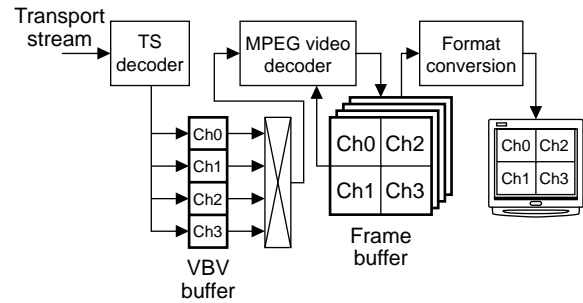 Transport
stream
TS
decoder
MPEG video
decoder
Format
conversion
Ch0
Ch1
Ch2
Ch3
VBV
buffer
Ch0 Ch2
Ch1 Ch3
Frame
buffer
Ch0 Ch2
Ch1 Ch3